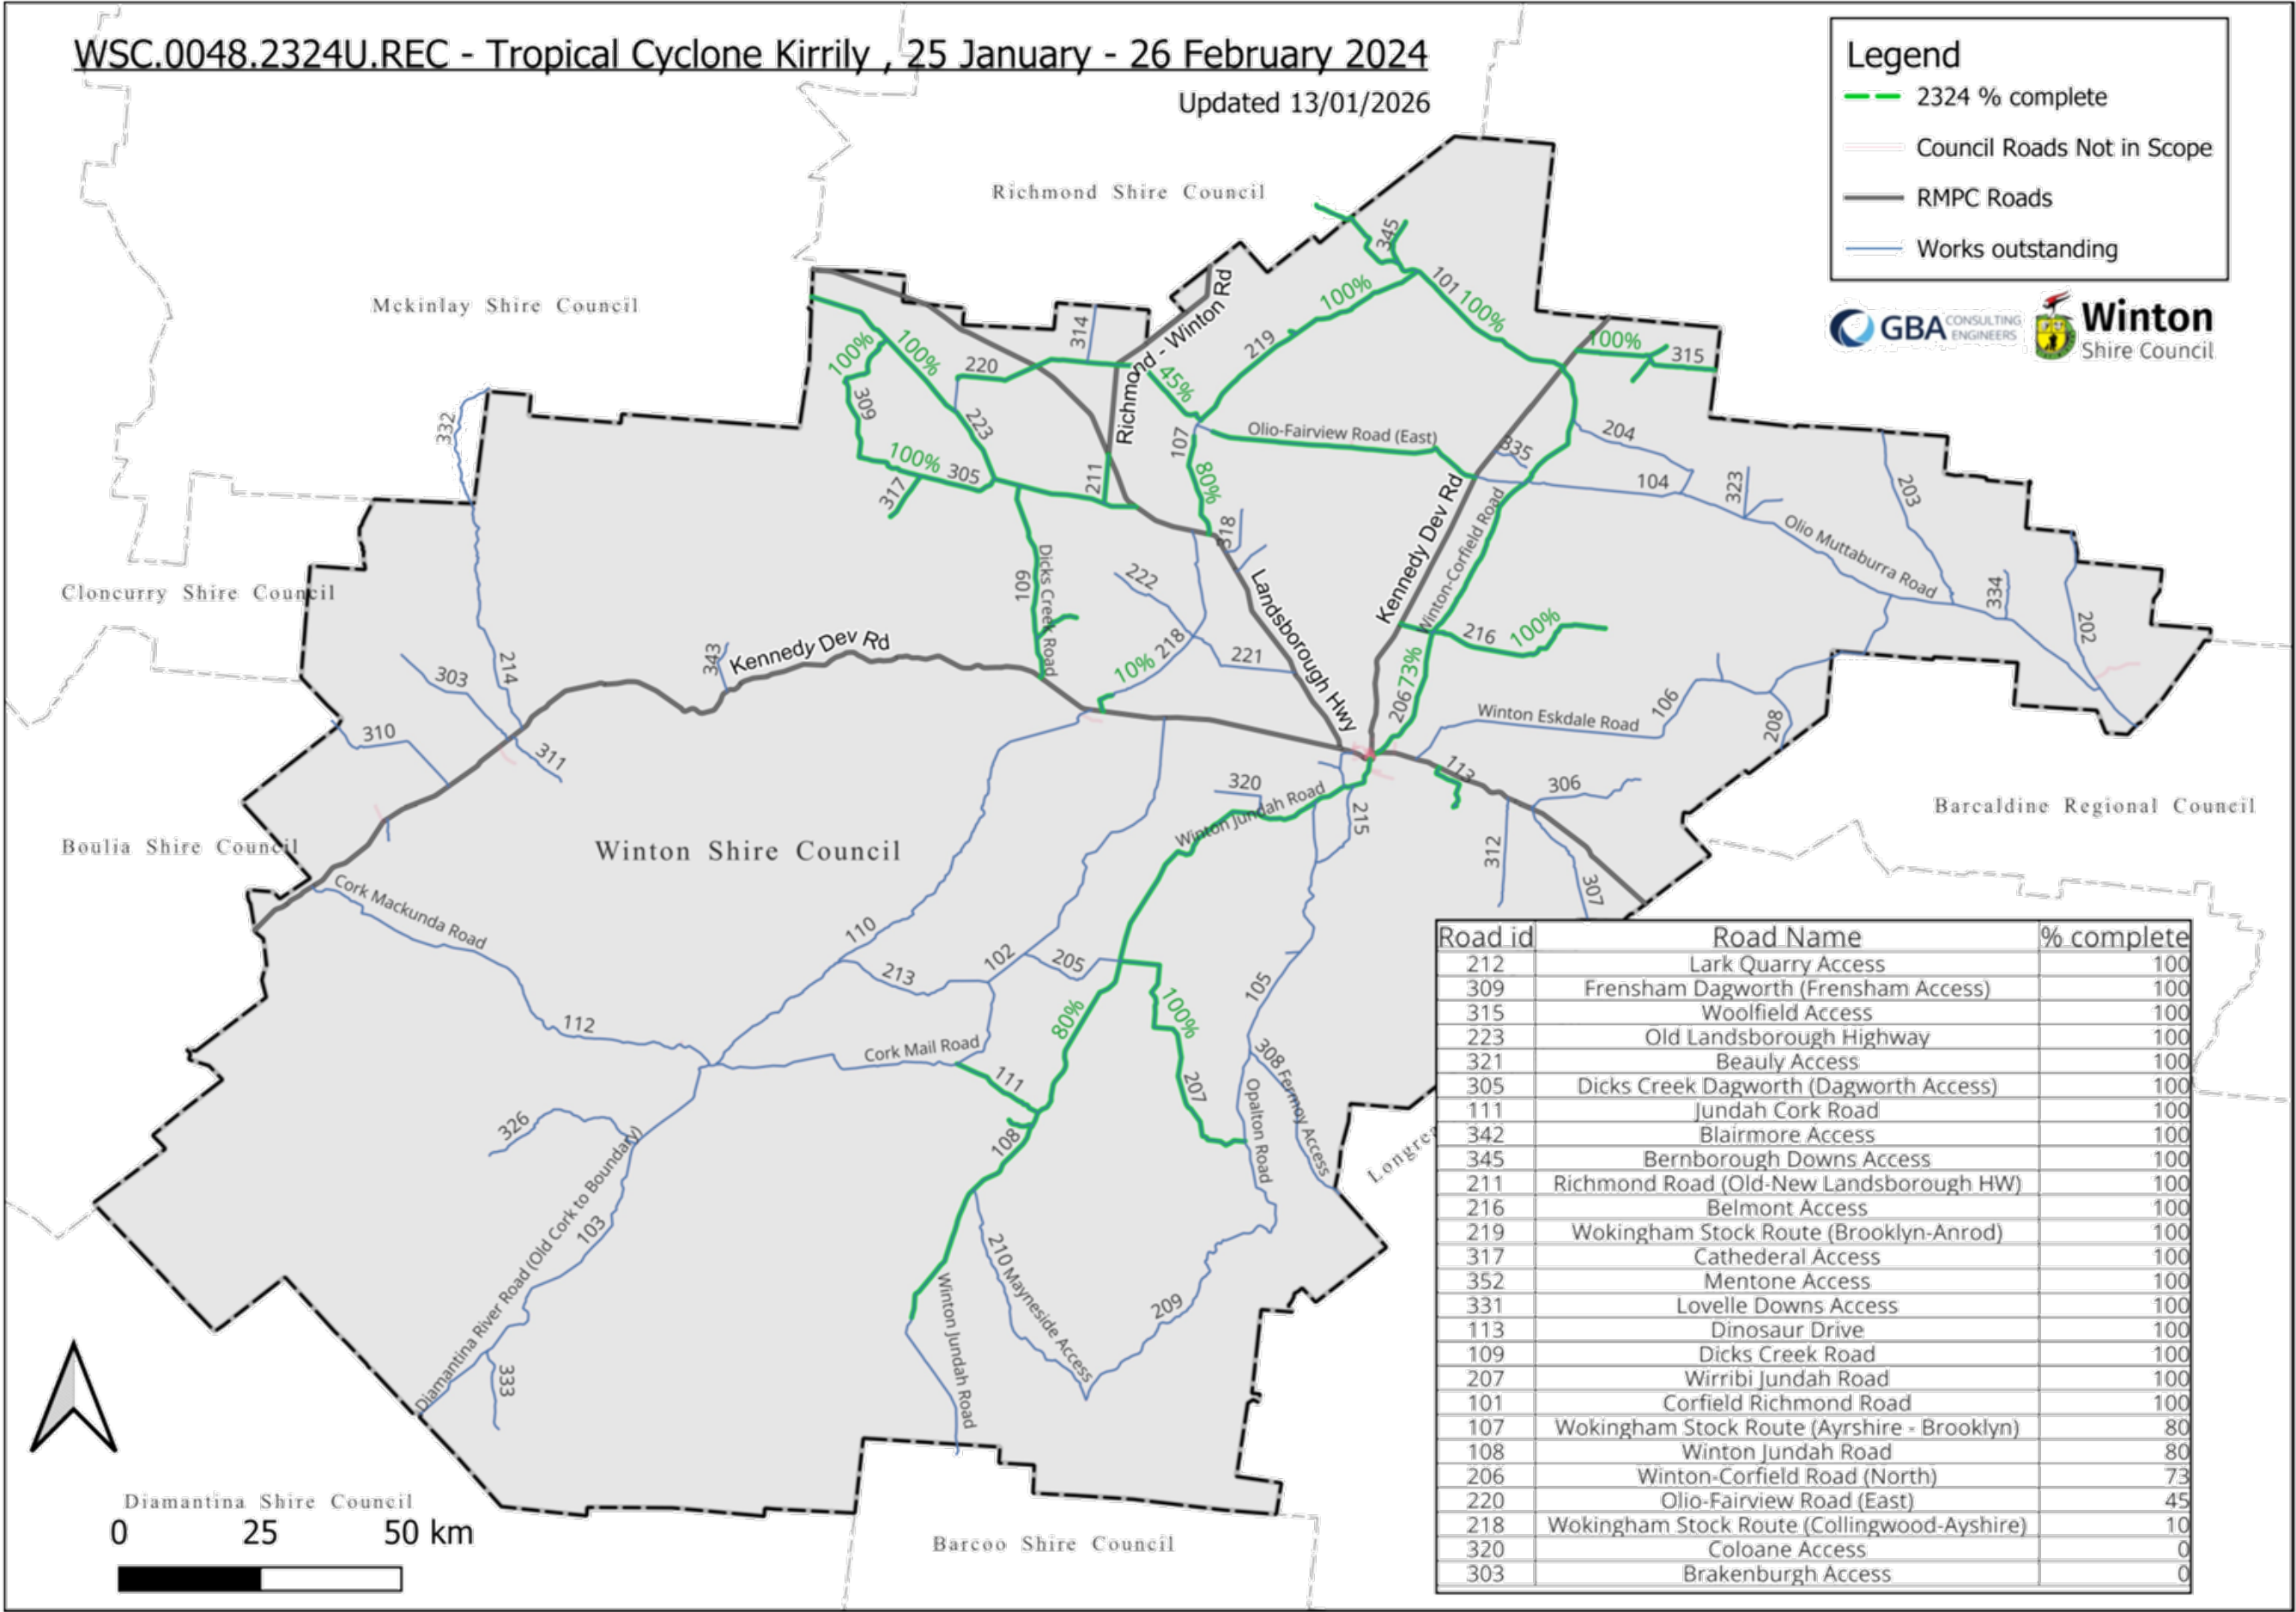 WSC.0048.2324U.REC - Tropical Cyclone Kirrily , 25 January - 26 February 2024
Updated 13/01/2026
Legend
2324 % complete
Council Roads Not in Scope
RMPC Roads
Works outstanding
GBA CONSULTING ENGINEERS
Winton
Shire Council
Richmond Shire Council
Mckinlay Shire Council
Cloncurry Shire Council
Boulia Shire Council
Winton Shire Council
Barcaldine Regional Council
Diamantina Shire Council
Barcoo Shire Council
345
101
100%
100%
219
100%
315
314
Richmond - Winton Rd
220
45%
100%
100%
309
223
100%
305
317
211
107
80%
Olio-Fairview Road (East)
335
204
104
323
203
Olio Muttaburra Road
334
202
332
214
303
310
311
343
Kennedy Dev Rd
109
Dicks Creek Road
222
218
10%
221
318
Landsborough Hwy
Kennedy Dev Rd
Winton-Corfield Road
216
100%
73%
206
Winton Eskdale Road
106
208
113
306
312
307
320
Winton Jundah Road
215
Cork Mackunda Road
112
110
213
102
205
Cork Mail Road
111
80%
100%
207
105
308 Fermoy Access
Opalton Road
108
326
Diamantina River Road (Old Cork to Boundary)
103
333
210 Mayneside Access
209
Winton Jundah Road
0 25 50 km
Road id Road Name % complete
212 Lark Quarry Access 100
309 Frensham Dagworth (Frensham Access) 100
315 Woolfield Access 100
223 Old Landsborough Highway 100
321 Beauly Access 100
305 Dicks Creek Dagworth (Dagworth Access) 100
111 Jundah Cork Road 100
342 Blairmore Access 100
345 Bernborough Downs Access 100
211 Richmond Road (Old-New Landsborough HW) 100
216 Belmont Access 100
219 Wokingham Stock Route (Brooklyn-Anrod) 100
317 Cathederal Access 100
352 Mentone Access 100
331 Lovelle Downs Access 100
113 Dinosaur Drive 100
109 Dicks Creek Road 100
207 Wirribi Jundah Road 100
101 Corfield Richmond Road 100
107 Wokingham Stock Route (Ayrshire - Brooklyn) 80
108 Winton Jundah Road 80
206 Winton-Corfield Road (North) 73
220 Olio-Fairview Road (East) 45
218 Wokingham Stock Route (Collingwood-Ayshire) 10
320 Coloane Access 0
303 Brakenburgh Access 0